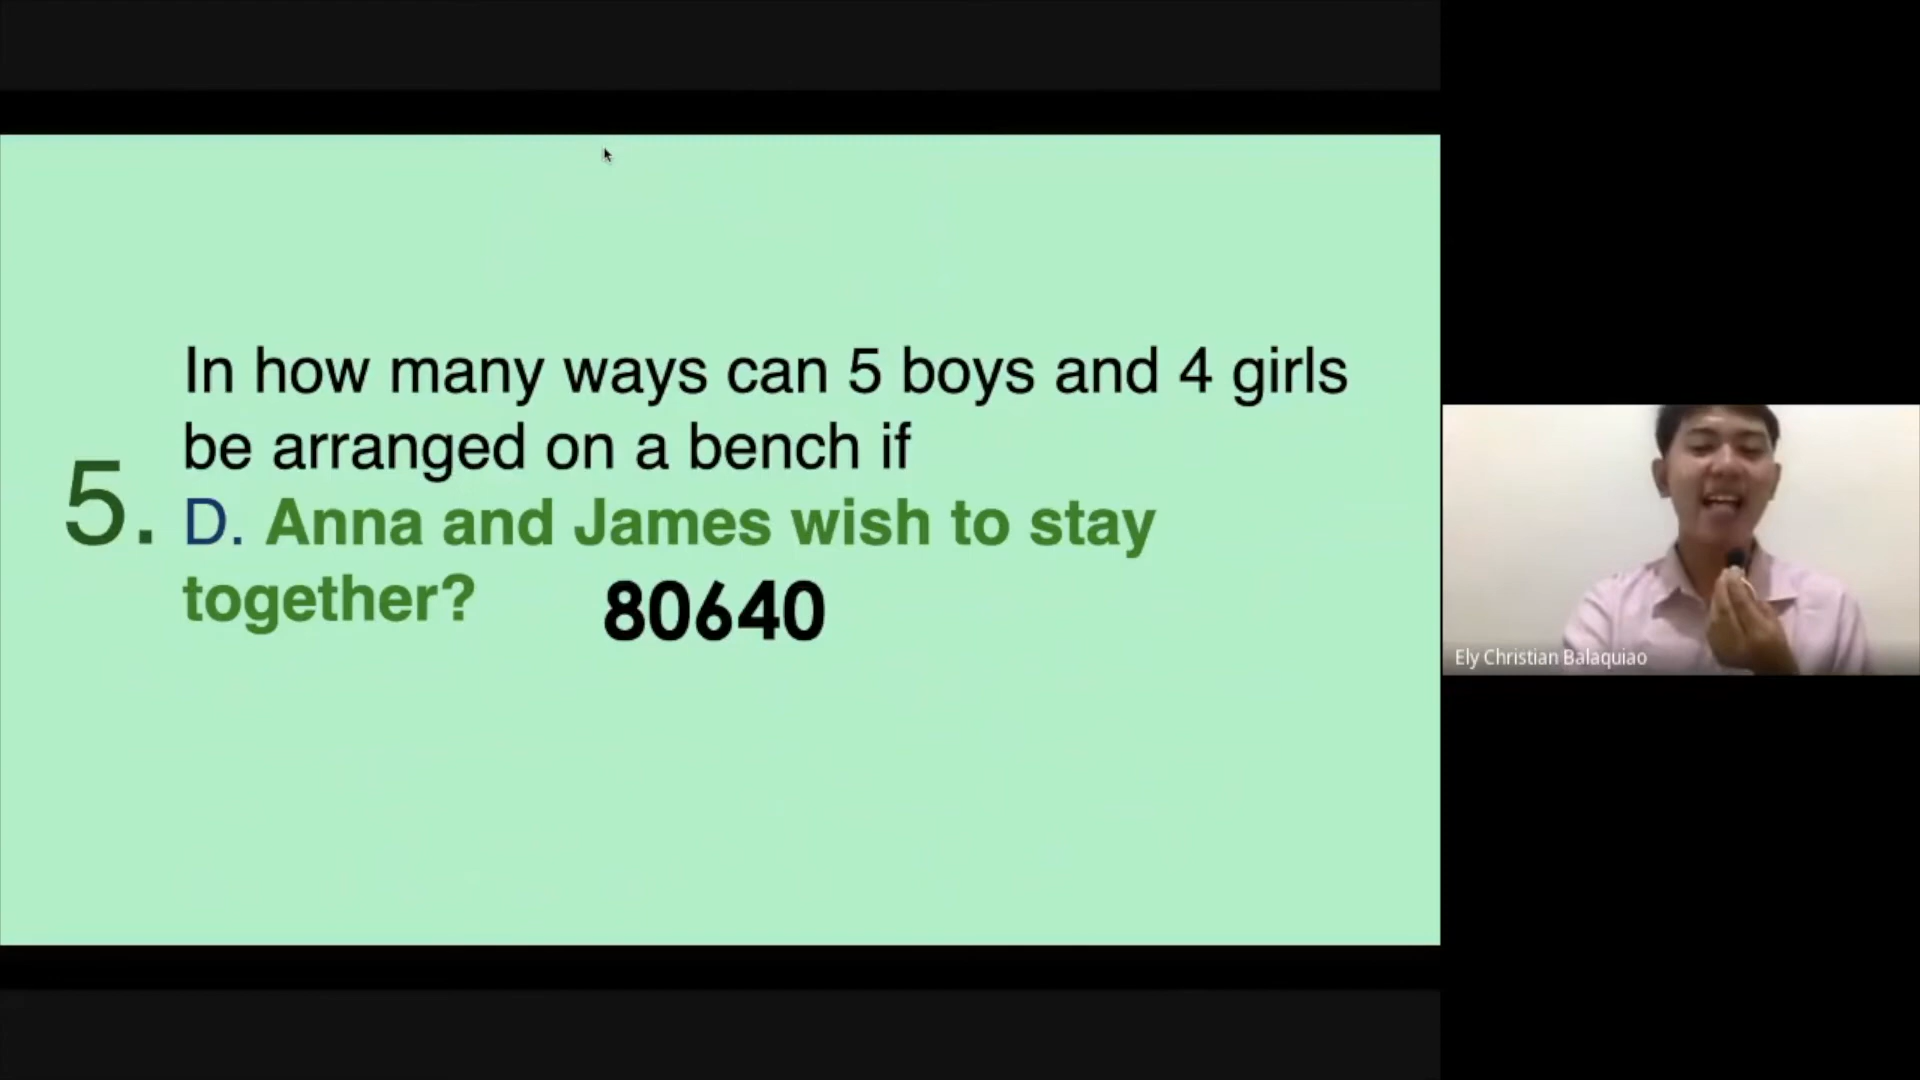 In how many ways can 5 boys and 4 girls
be arranged on a bench if
5. D. Anna and James wish to stay
together? 80640
Ely Christian Balaquiao